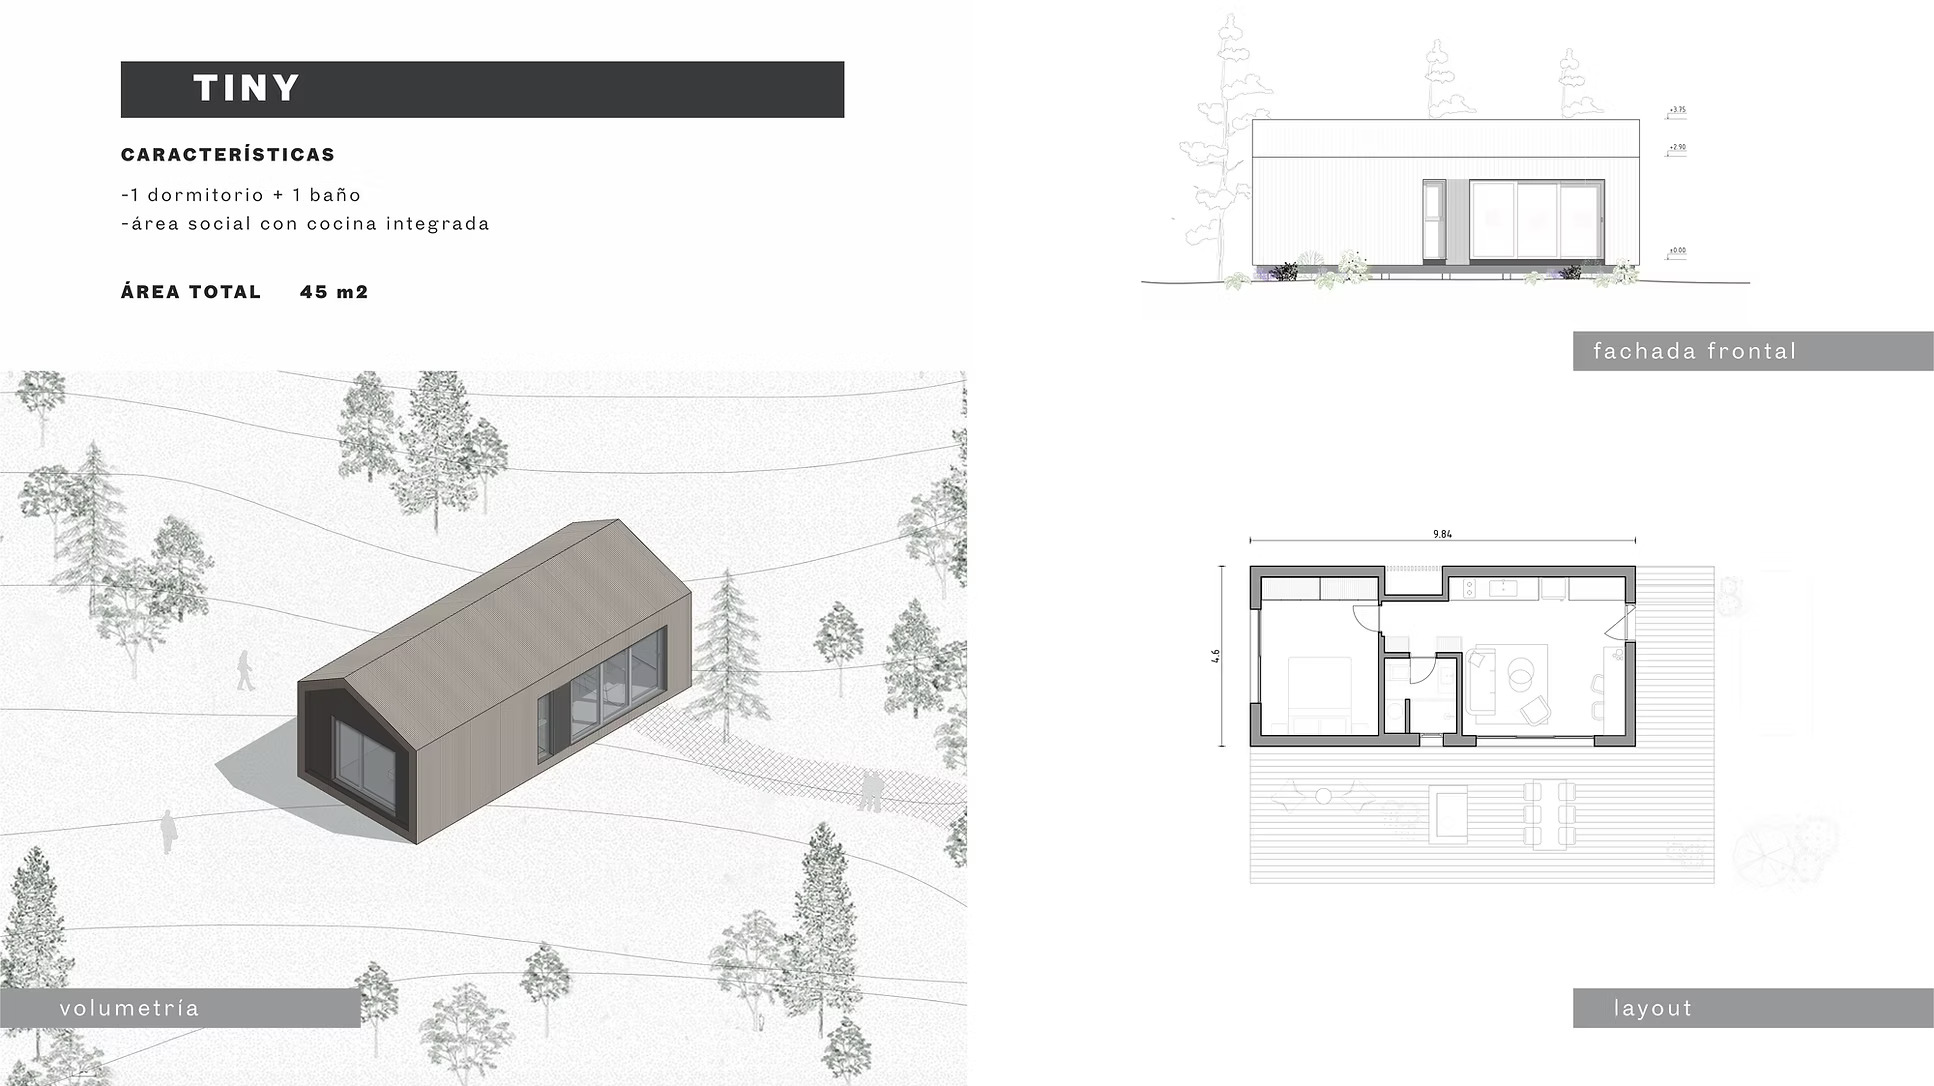 TINY
CARACTERÍSTICAS
-1 dormitorio + 1 baño
-área social con cocina integrada
ÁREA TOTAL 45 m2
+3.75
+2.90
±0.00
fachada frontal
9.84
4.6
volumetría
layout